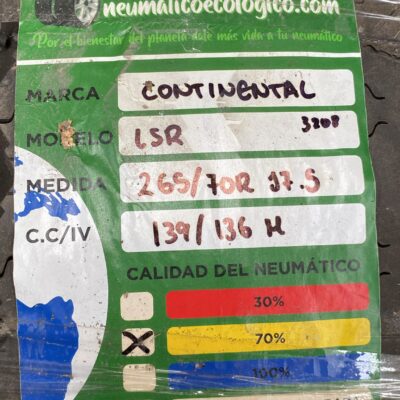 neumaticoecologico.com
Por el bienestar del planeta dale más vida a tu neumático
MARCA CONTINENTAL
MODELO LSR 3208
MEDIDA 265/70R 17.5
C.C/IV 139/136 M
CALIDAD DEL NEUMÁTICO
30%
X 70%
100%